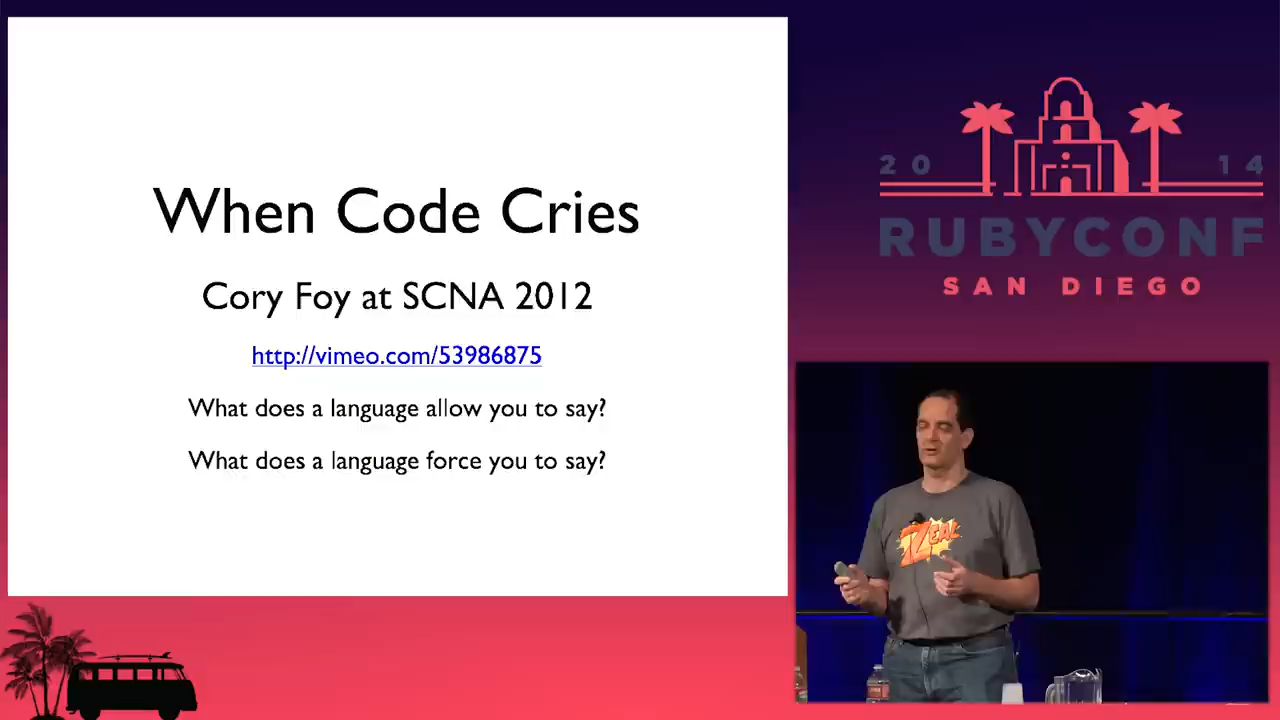 When Code Cries
Cory Foy at SCNA 2012
http://vimeo.com/53986875
What does a language allow you to say?
What does a language force you to say?
20 14
RUBYCONF
SAN DIEGO
ZEAL